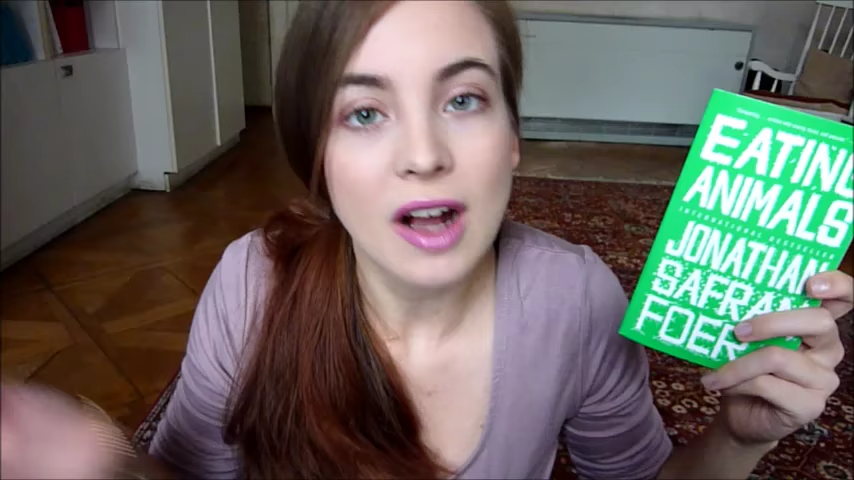 EATING
ANIMALS
INTERNATIONAL BESTSELLER
JONATHAN
SAFRAN
FOER